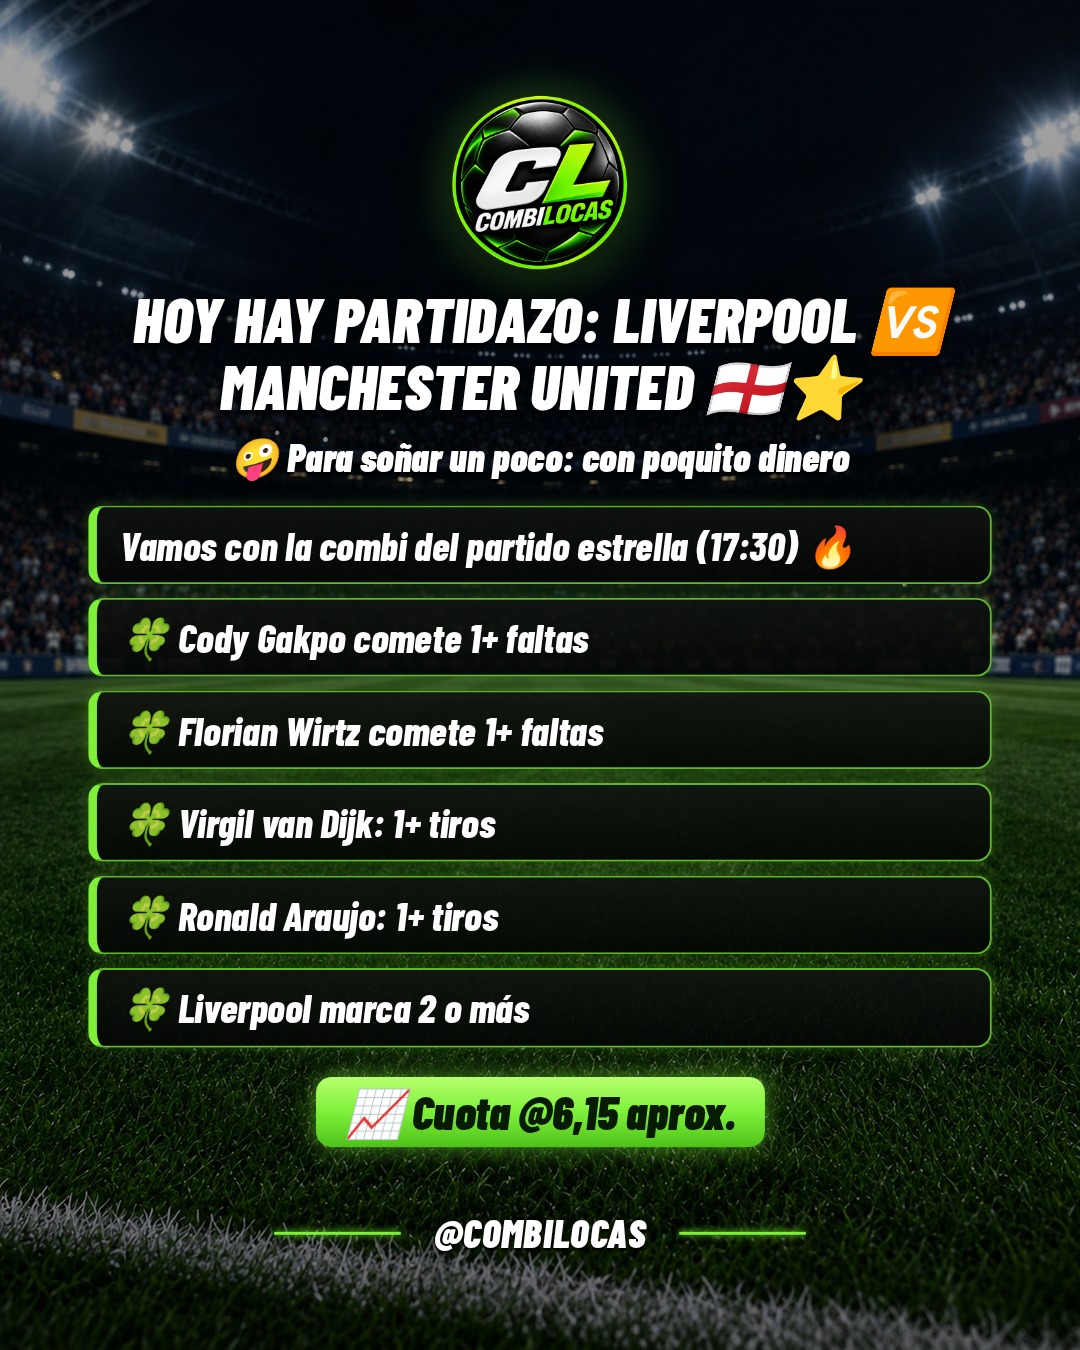 CL
COMBILOCAS
HOY HAY PARTIDAZO: LIVERPOOL 🆚
MANCHESTER UNITED 🏴󠁧󠁢󠁥󠁮󠁧󠁿⭐
🤪 Para soñar un poco: con poquito dinero
Vamos con la combi del partido estrella (17:30) 🔥
🍀 Cody Gakpo comete 1+ faltas
🍀 Florian Wirtz comete 1+ faltas
🍀 Virgil van Dijk: 1+ tiros
🍀 Ronald Araujo: 1+ tiros
🍀 Liverpool marca 2 o más
📈 Cuota @6,15 aprox.
@COMBILOCAS